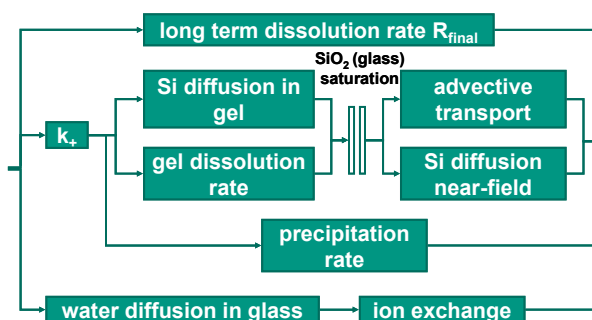 long term dissolution rate R_final
SiO₂ (glass)
saturation
Si diffusion in
gel
advective
transport
k₊
gel dissolution
rate
Si diffusion
near-field
precipitation
rate
water diffusion in glass
ion exchange